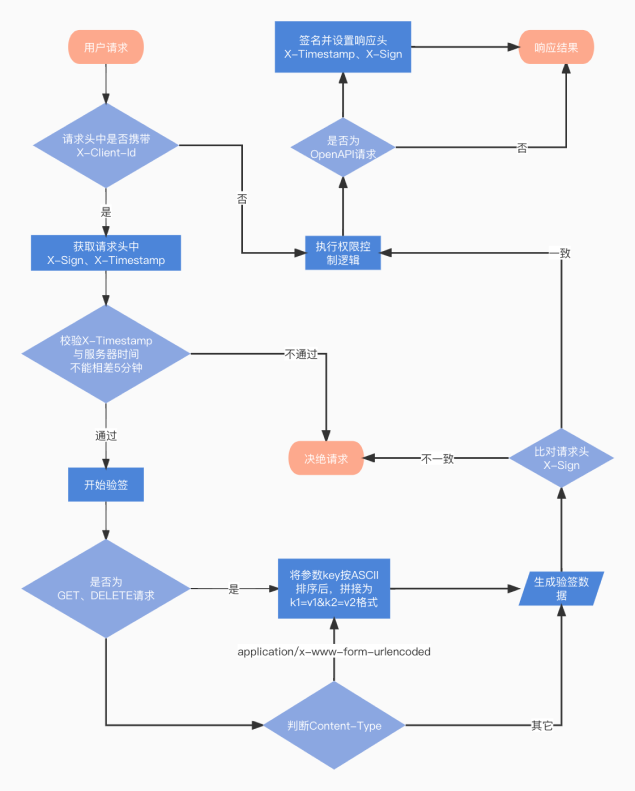 用户请求
签名并设置响应头
X-Timestamp、X-Sign
响应结果
请求头中是否携带
X-Client-Id
是否为
OpenAPI请求
否
否
是
获取请求头中
X-Sign、X-Timestamp
执行权限控
制逻辑
一致
校验X-Timestamp
与服务器时间
不能相差5分钟
不通过
通过
决绝请求
不一致
比对请求头
X-Sign
开始验签
是否为
GET、DELETE请求
是
将参数key按ASCII
排序后，拼接为
k1=v1&k2=v2格式
生成验签数
据
application/x-www-form-urlencoded
判断Content-Type
其它